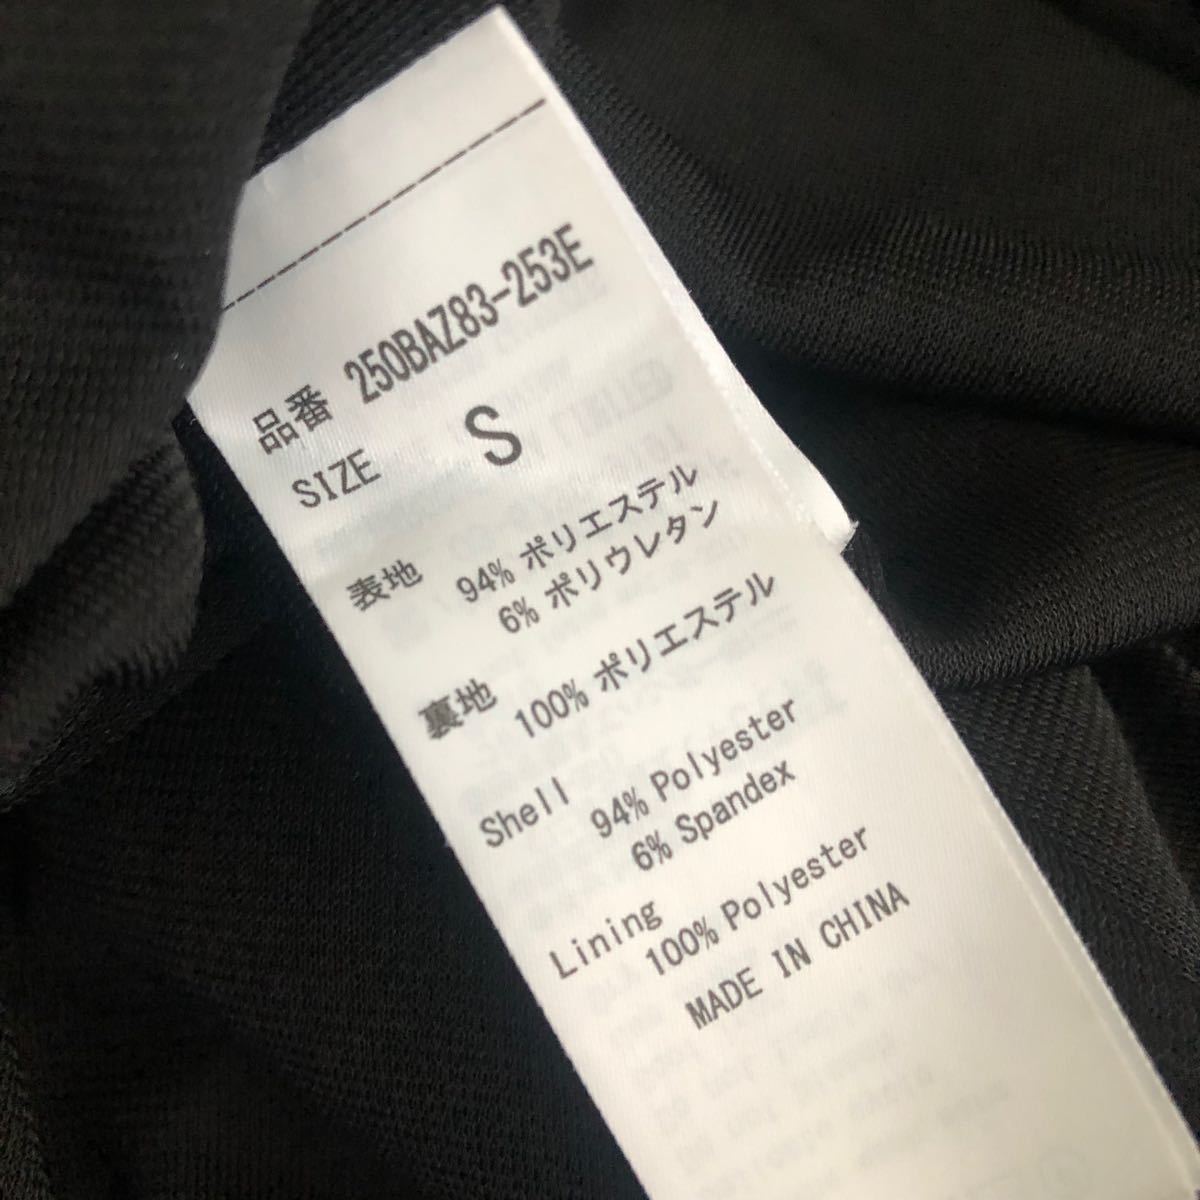 品番 250BAZ83-253E
SIZE S
表地 94% ポリエステル
6% ポリウレタン
裏地 100% ポリエステル
Shell 94% Polyester
6% Spandex
Lining 100% Polyester
MADE IN CHINA